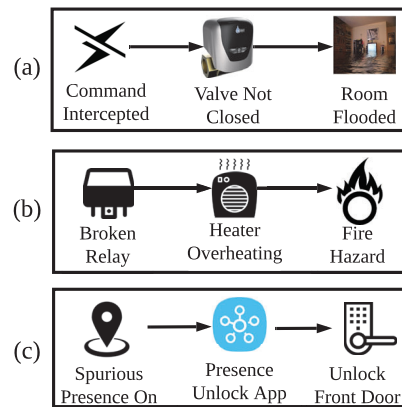 (a)
Command
Intercepted
Valve Not
Closed
Room
Flooded
(b)
Broken
Relay
Heater
Overheating
Fire
Hazard
(c)
Spurious
Presence On
Presence
Unlock App
Unlock
Front Door